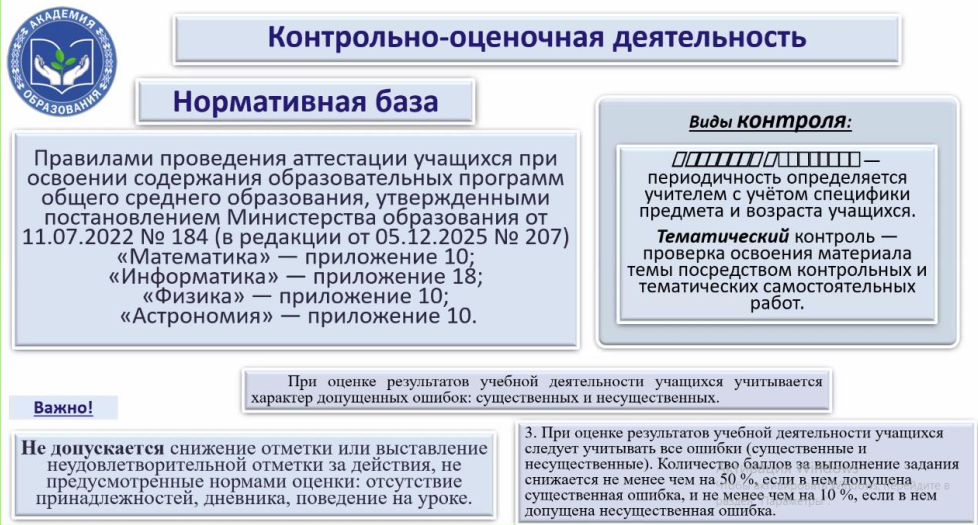 АКАДЕМИЯ
ОБРАЗОВАНИЯ
Контрольно-оценочная деятельность
Нормативная база
Правилами проведения аттестации учащихся при
освоении содержания образовательных программ
общего среднего образования, утвержденными
постановлением Министерства образования от
11.07.2022 № 184 (в редакции от 05.12.2025 № 207)
«Математика» — приложение 10;
«Информатика» — приложение 18;
«Физика» — приложение 10;
«Астрономия» — приложение 10.
Виды контроля:
—
периодичность определяется
учителем с учётом специфики
предмета и возраста учащихся.
Тематический контроль —
проверка освоения материала
темы посредством контрольных и
тематических самостоятельных
работ.
При оценке результатов учебной деятельности учащихся учитывается
характер допущенных ошибок: существенных и несущественных.
Важно!
Не допускается снижение отметки или выставление
неудовлетворительной отметки за действия, не
предусмотренные нормами оценки: отсутствие
принадлежностей, дневника, поведение на уроке.
3. При оценке результатов учебной деятельности учащихся
следует учитывать все ошибки (существенные и
несущественные). Количество баллов за выполнение задания
снижается не менее чем на 50 %, если в нем допущена
существенная ошибка, и не менее чем на 10 %, если в нем
допущена несущественная ошибка.